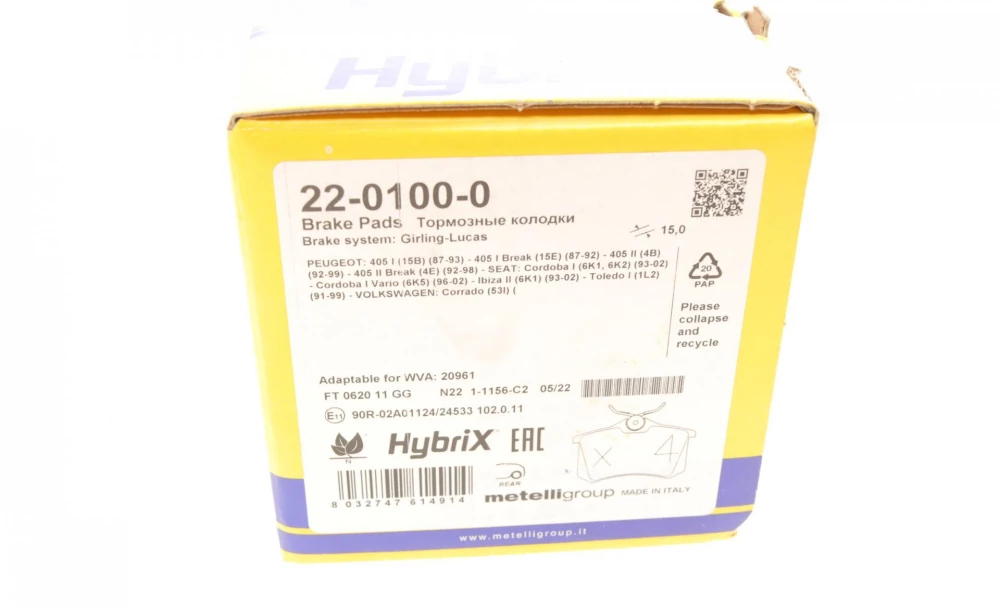 Hybri
22-0100-0
Brake Pads Тормозные колодки
Brake system: Girling-Lucas
15,0
PEUGEOT: 405 I (15B) (87-93) - 405 I Break (15E) (87-92) - 405 II (4B)
(92-99) - 405 II Break (4E) (92-98) - SEAT: Cordoba I (6K1, 6K2) (93-02)
- Cordoba I Vario (6K5) (96-02) - Ibiza II (6K1) (93-02) - Toledo I (1L2)
(91-99) - VOLKSWAGEN: Corrado (53I) (
20
PAP
Please
collapse
and
recycle
Adaptable for WVA: 20961
FT 0620 11 GG N22 1-1156-C2 05/22
E11 90R-02A01124/24533 102.0.11
N
HybriX EAC
X 4
REAR
8 032747 614914
metelligroup MADE IN ITALY
www.metelligroup.it